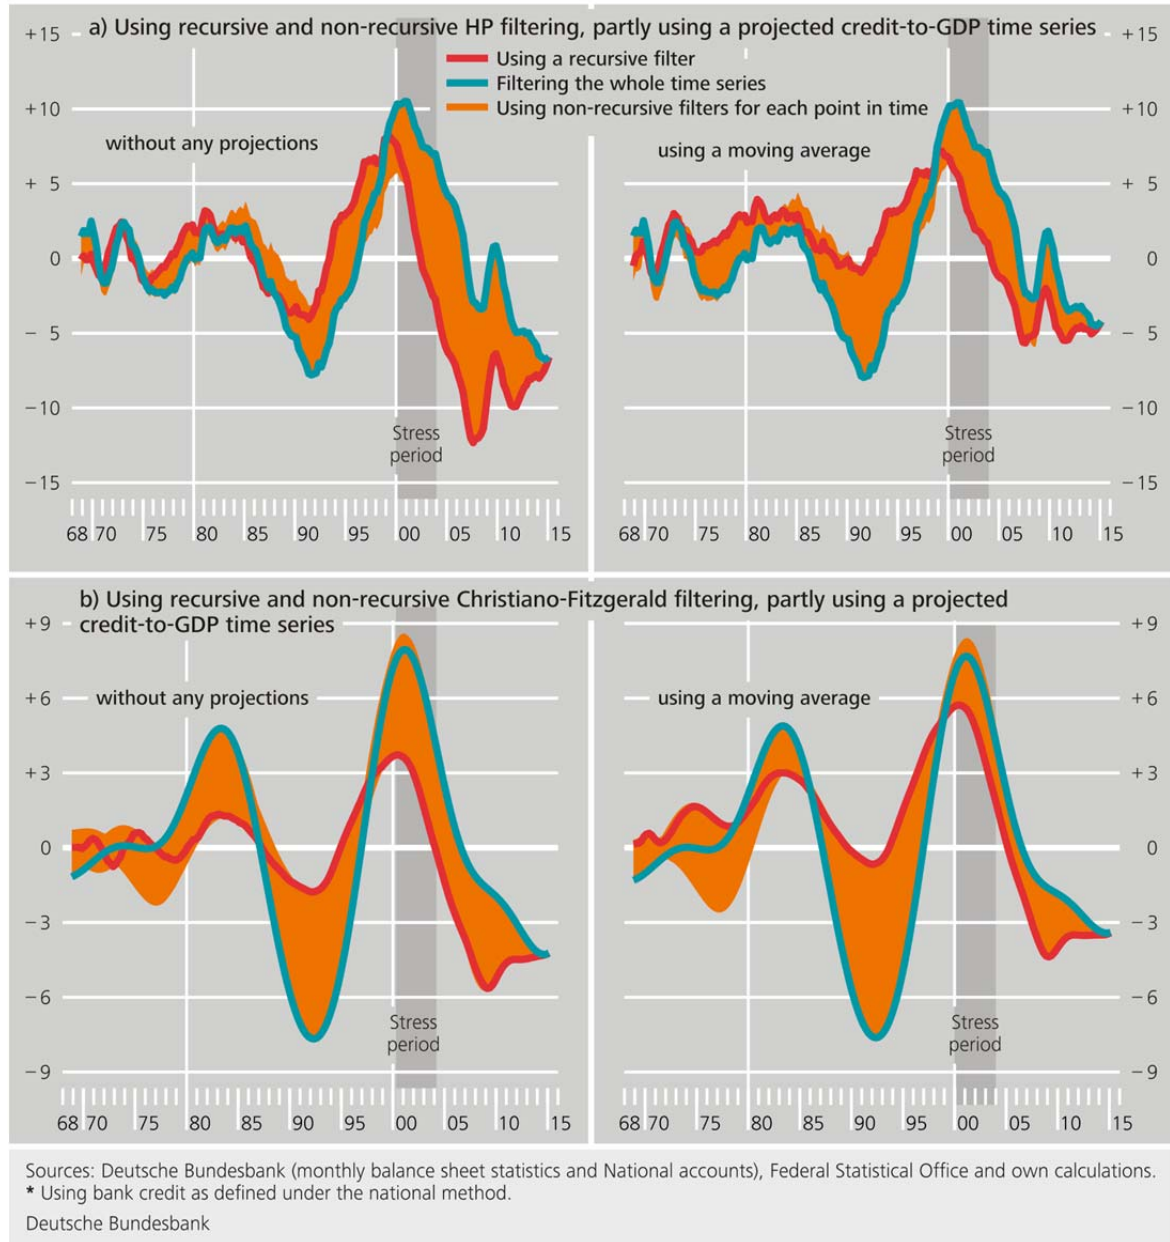 a) Using recursive and non-recursive HP filtering, partly using a projected credit-to-GDP time series
Using a recursive filter
Filtering the whole time series
Using non-recursive filters for each point in time
without any projections
+15
+10
+ 5
0
− 5
−10
−15
Stress
period
68 70 75 80 85 90 95 00 05 10 15
using a moving average
+15
+10
+ 5
0
− 5
−10
−15
Stress
period
68 70 75 80 85 90 95 00 05 10 15
b) Using recursive and non-recursive Christiano-Fitzgerald filtering, partly using a projected
credit-to-GDP time series
without any projections
+9
+6
+3
0
−3
−6
−9
Stress
period
68 70 75 80 85 90 95 00 05 10 15
using a moving average
+9
+6
+3
0
−3
−6
−9
Stress
period
68 70 75 80 85 90 95 00 05 10 15
Sources: Deutsche Bundesbank (monthly balance sheet statistics and National accounts), Federal Statistical Office and own calculations.
* Using bank credit as defined under the national method.
Deutsche Bundesbank